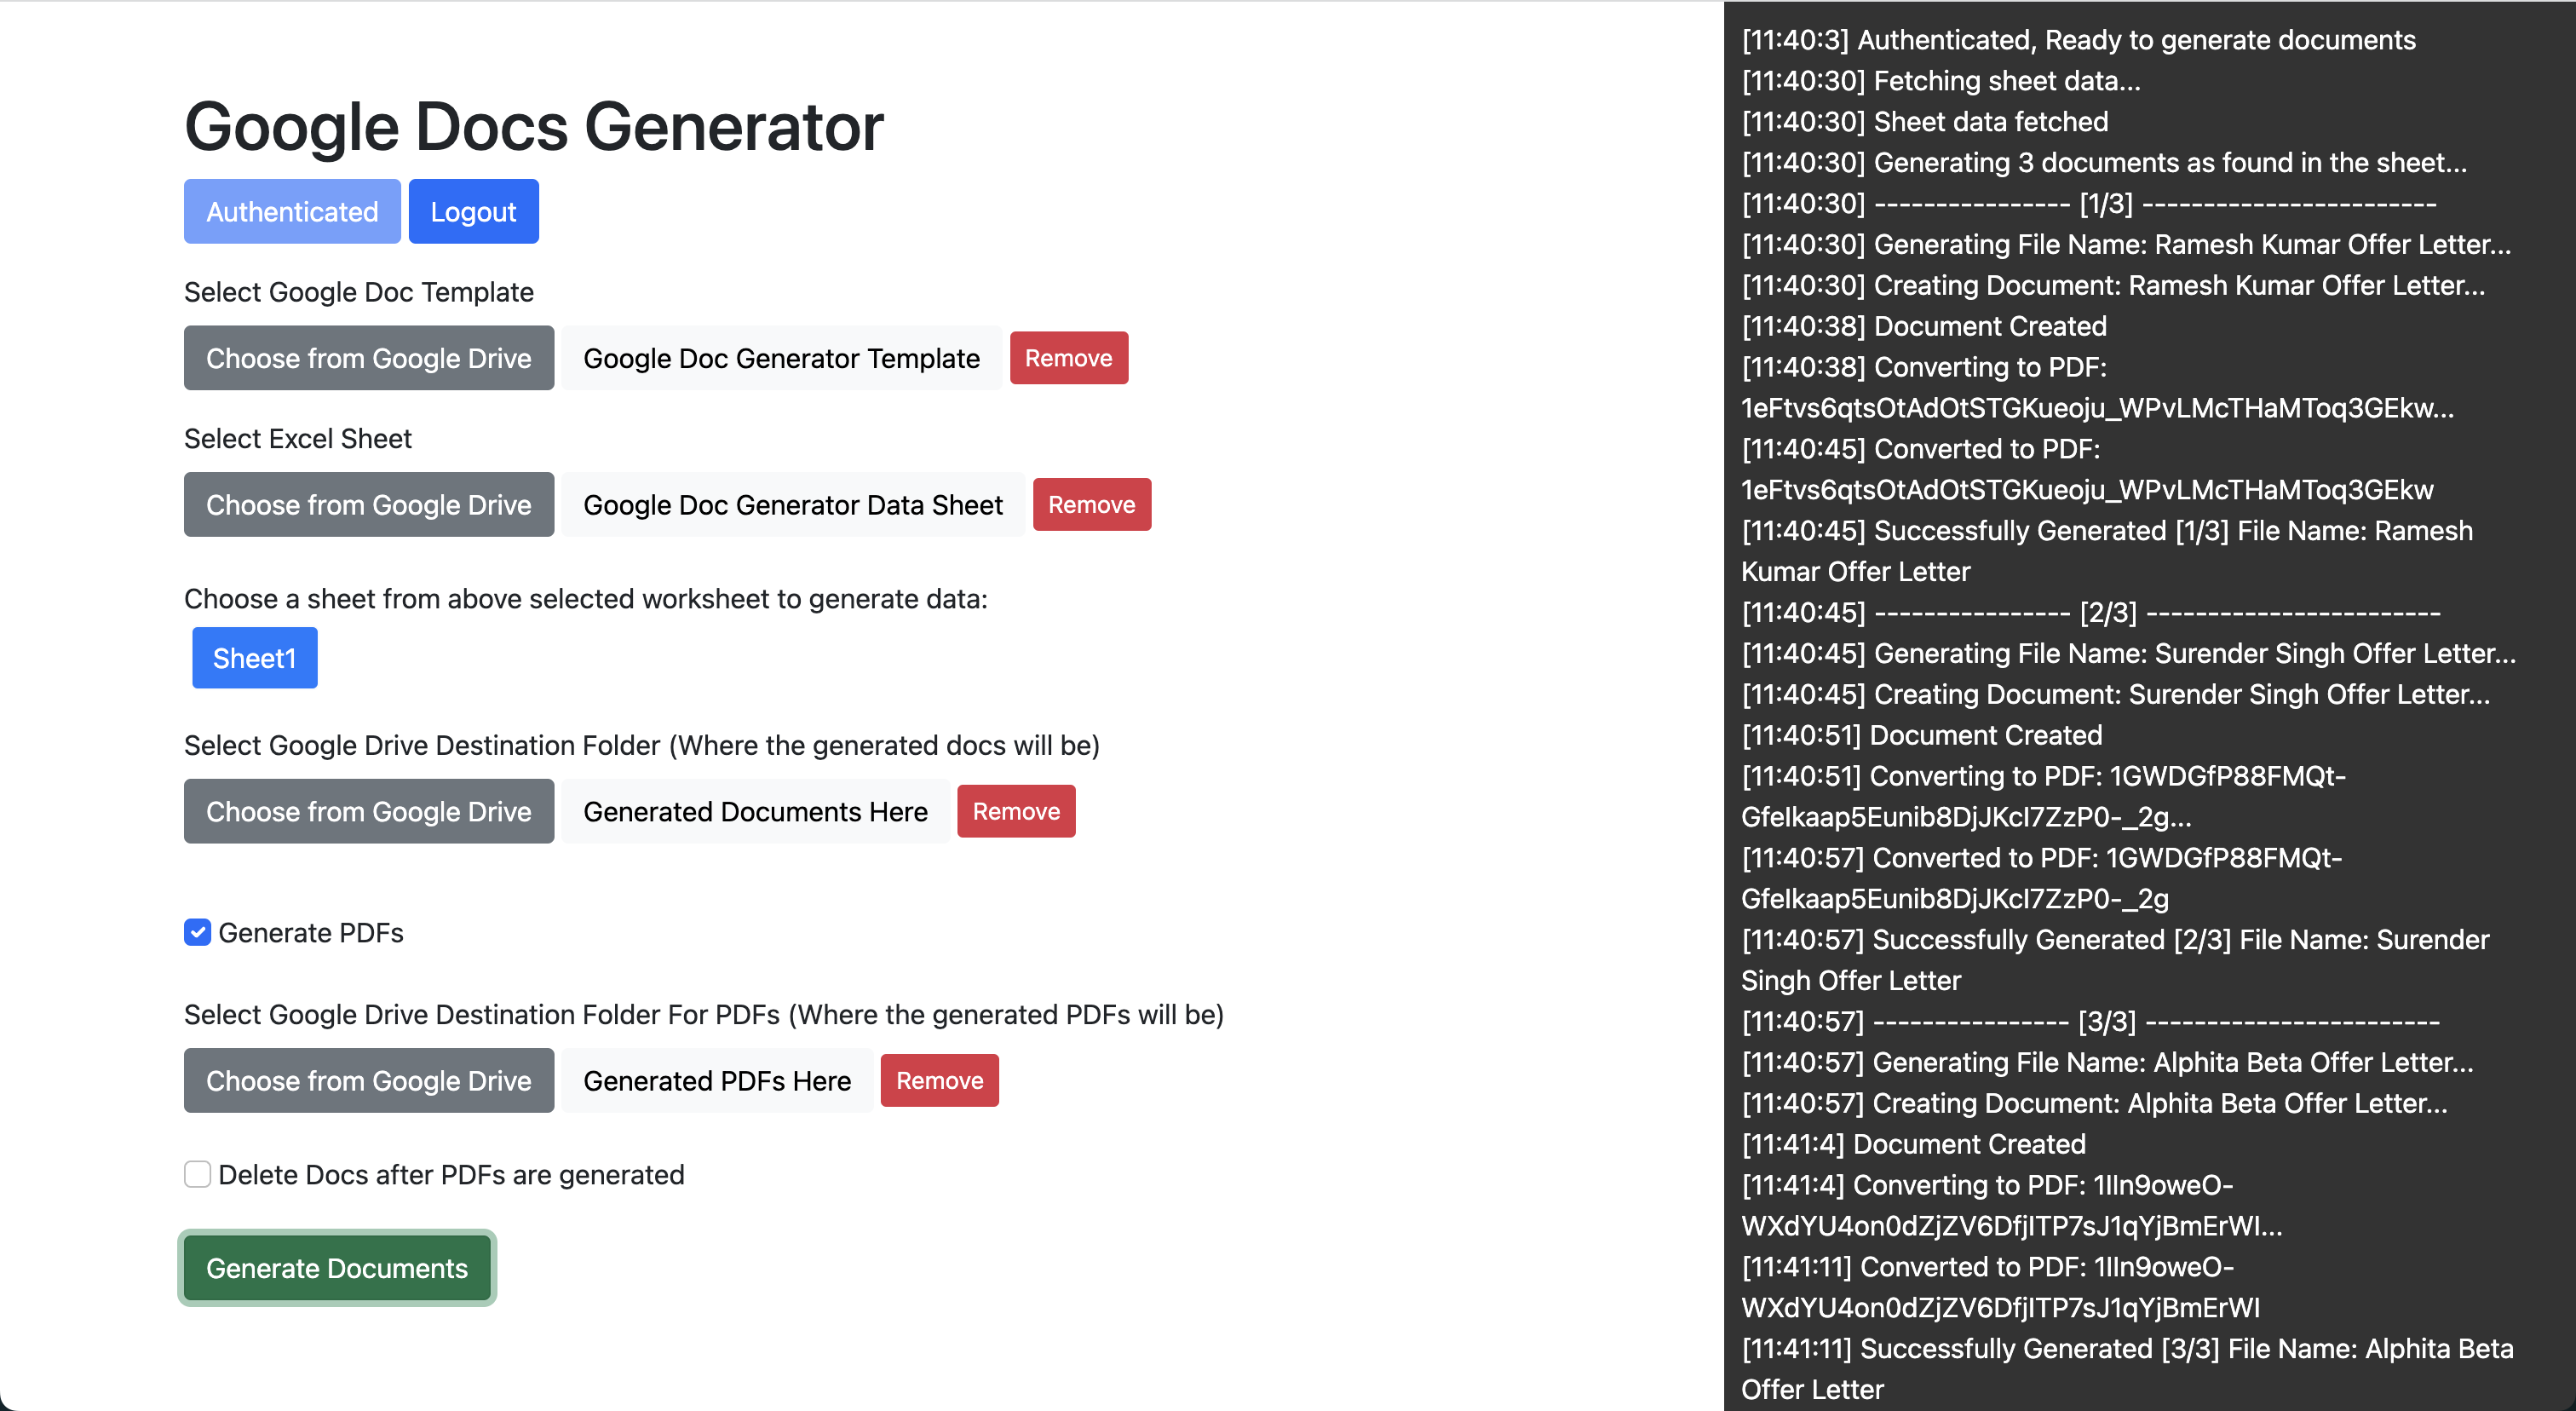 Google Docs Generator
Authenticated
Logout
Select Google Doc Template
Choose from Google Drive
Google Doc Generator Template
Remove
Select Excel Sheet
Choose from Google Drive
Google Doc Generator Data Sheet
Remove
Choose a sheet from above selected worksheet to generate data:
Sheet1
Select Google Drive Destination Folder (Where the generated docs will be)
Choose from Google Drive
Generated Documents Here
Remove
Generate PDFs
Select Google Drive Destination Folder For PDFs (Where the generated PDFs will be)
Choose from Google Drive
Generated PDFs Here
Remove
Delete Docs after PDFs are generated
Generate Documents
[11:40:3] Authenticated, Ready to generate documents
[11:40:30] Fetching sheet data...
[11:40:30] Sheet data fetched
[11:40:30] Generating 3 documents as found in the sheet...
[11:40:30] ---------------- [1/3] ------------------------
[11:40:30] Generating File Name: Ramesh Kumar Offer Letter...
[11:40:30] Creating Document: Ramesh Kumar Offer Letter...
[11:40:38] Document Created
[11:40:38] Converting to PDF:
1eFtvs6qtsOtAdOtSTGKueoju_WPvLMcTHaMToq3GEkw...
[11:40:45] Converted to PDF:
1eFtvs6qtsOtAdOtSTGKueoju_WPvLMcTHaMToq3GEkw
[11:40:45] Successfully Generated [1/3] File Name: Ramesh
Kumar Offer Letter
[11:40:45] ---------------- [2/3] ------------------------
[11:40:45] Generating File Name: Surender Singh Offer Letter...
[11:40:45] Creating Document: Surender Singh Offer Letter...
[11:40:51] Document Created
[11:40:51] Converting to PDF: 1GWDGfP88FMQt-
GfeIkaap5Eunib8DjJKcI7ZzP0-_2g...
[11:40:57] Converted to PDF: 1GWDGfP88FMQt-
GfeIkaap5Eunib8DjJKcI7ZzP0-_2g
[11:40:57] Successfully Generated [2/3] File Name: Surender
Singh Offer Letter
[11:40:57] ---------------- [3/3] ------------------------
[11:40:57] Generating File Name: Alphita Beta Offer Letter...
[11:40:57] Creating Document: Alphita Beta Offer Letter...
[11:41:4] Document Created
[11:41:4] Converting to PDF: 1IIn9oweO-
WXdYU4on0dZjZV6DfjITP7sJ1qYjBmErWI...
[11:41:11] Converted to PDF: 1IIn9oweO-
WXdYU4on0dZjZV6DfjITP7sJ1qYjBmErWI
[11:41:11] Successfully Generated [3/3] File Name: Alphita Beta
Offer Letter